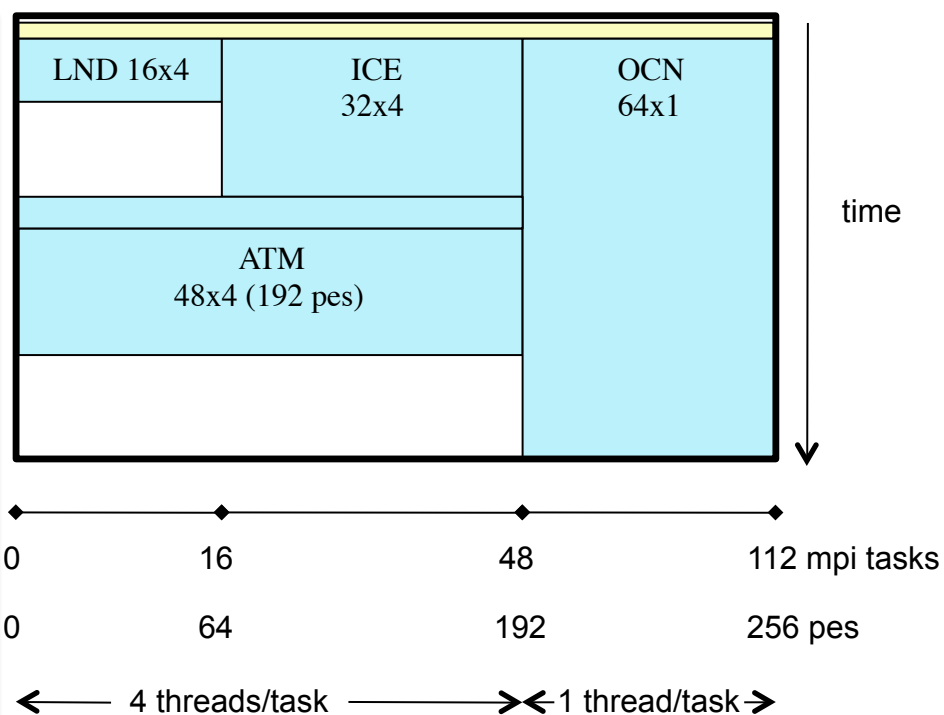 LND 16x4
ICE
32x4
OCN
64x1
time
ATM
48x4 (192 pes)
0 16 48 112 mpi tasks
0 64 192 256 pes
4 threads/task 1 thread/task